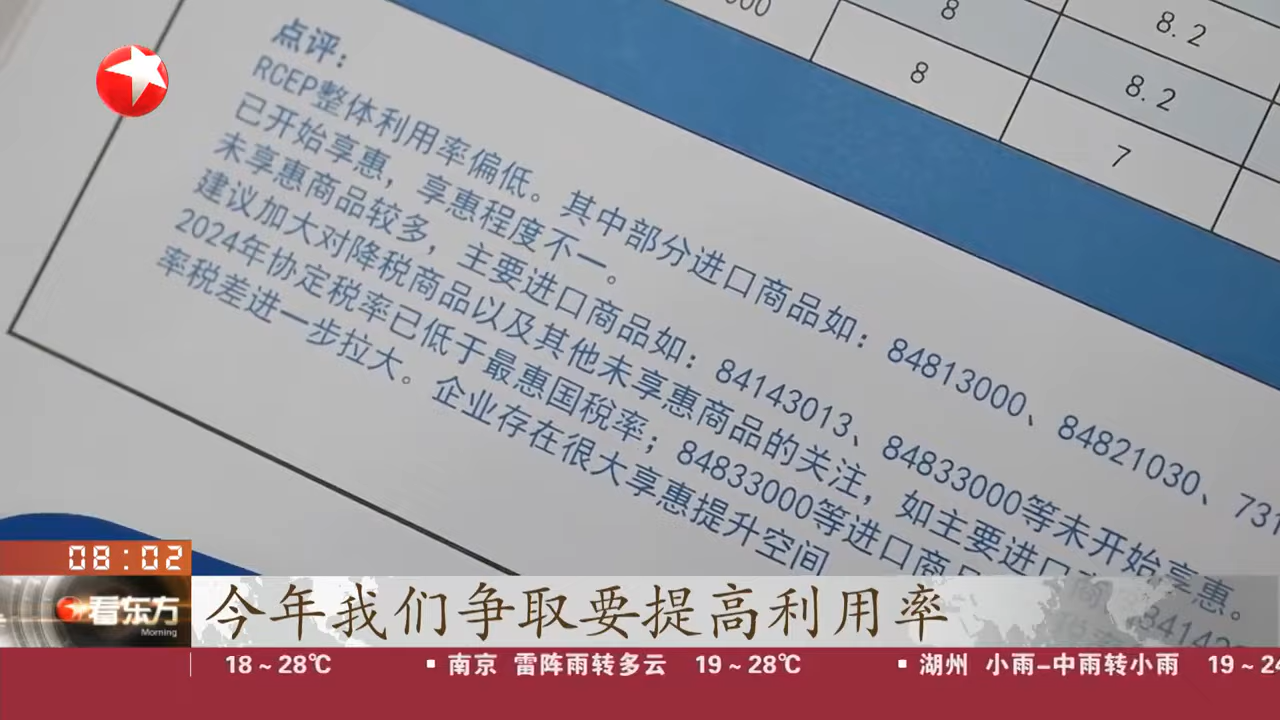 000
8
8.2
8
8.2
7
点评：
RCEP整体利用率偏低。其中部分进口商品如：84813000、84821030、731
已开始享惠，享惠程度不一。
未享惠商品较多，主要进口商品如：84143013、84833000等未开始享惠。
建议加大对降税商品以及其他未享惠商品的关注，如主要进口
2024年协定税率已低于最惠国税率；84833000等进口商
率税差进一步拉大。企业存在很大享惠提升空间
08:02
看东方
Morning
今年我们争取要提高利用率
18~28℃ ▪ 南京 雷阵雨转多云 19~28℃ ▪ 湖州 小雨-中雨转小雨 19~24